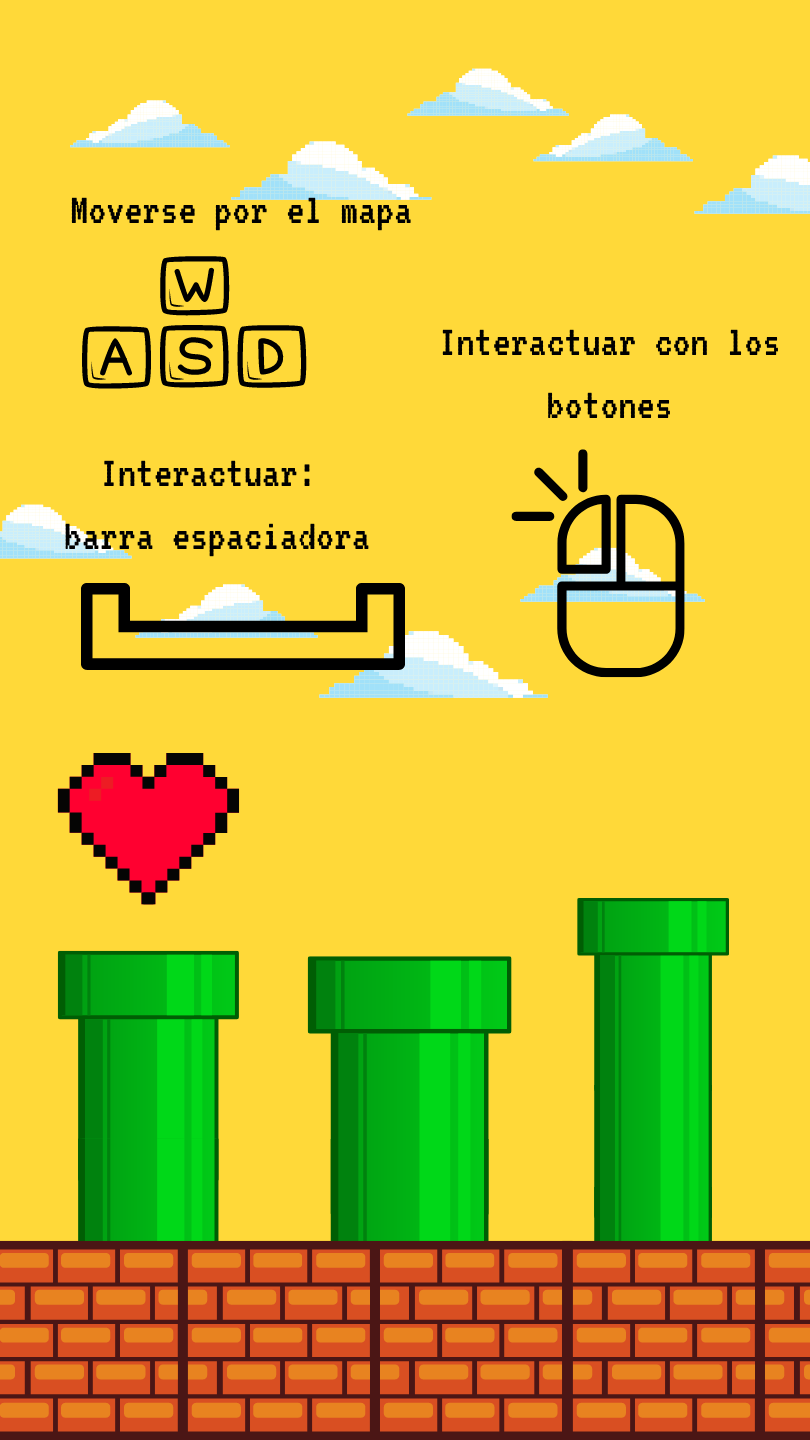 Moverse por el mapa
W
A S D
Interactuar con los
botones
Interactuar:
barra espaciadora